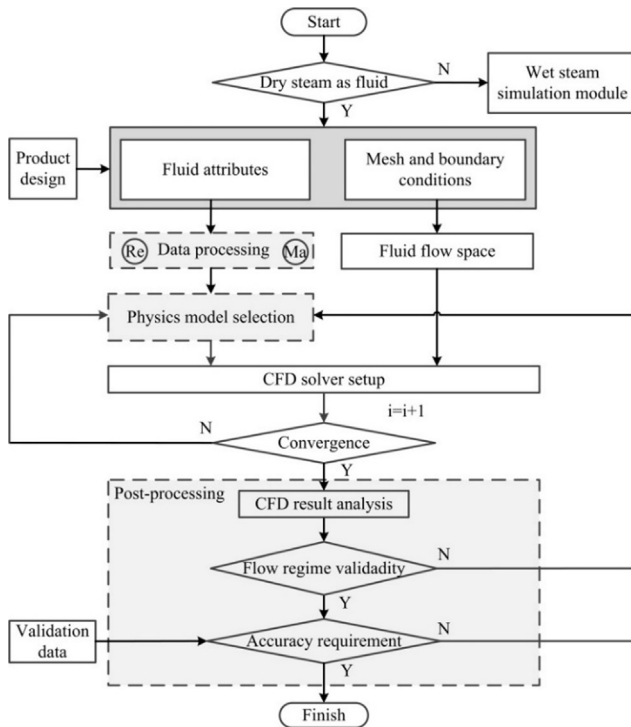 Start
Dry steam as fluid
N
Wet steam
simulation module
Y
Product
design
Fluid attributes
Mesh and boundary
conditions
Re
Data processing
Ma
Fluid flow space
Physics model selection
CFD solver setup
i=i+1
N
Convergence
Y
Post-processing
CFD result analysis
N
Flow regime validadity
Y
Validation
data
Accuracy requirement
N
Y
Finish